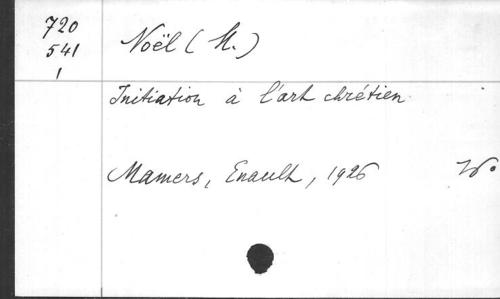 720
541
1
Noël (M.)
Initiation à l'art chrétien
Mamers, Enault, 1926